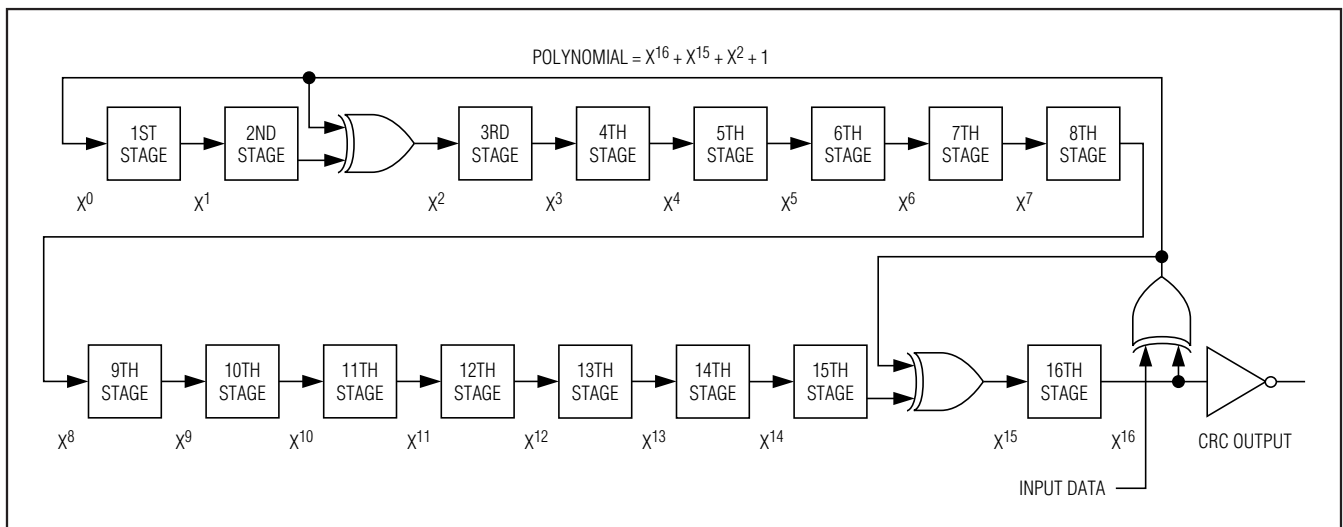 POLYNOMIAL = X¹⁶ + X¹⁵ + X² + 1
1ST STAGE
2ND STAGE
3RD STAGE
4TH STAGE
5TH STAGE
6TH STAGE
7TH STAGE
8TH STAGE
X⁰
X¹
X²
X³
X⁴
X⁵
X⁶
X⁷
9TH STAGE
10TH STAGE
11TH STAGE
12TH STAGE
13TH STAGE
14TH STAGE
15TH STAGE
16TH STAGE
X⁸
X⁹
X¹⁰
X¹¹
X¹²
X¹³
X¹⁴
X¹⁵
X¹⁶
CRC OUTPUT
INPUT DATA